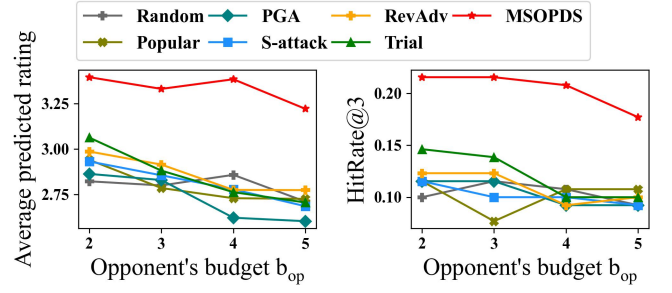 Random PGA RevAdv MSOPDS
Popular S-attack Trial
Average predicted rating
3.25
3.00
2.75
2 3 4 5
Opponent's budget b_op
HitRate@3
0.20
0.15
0.10
2 3 4 5
Opponent's budget b_op